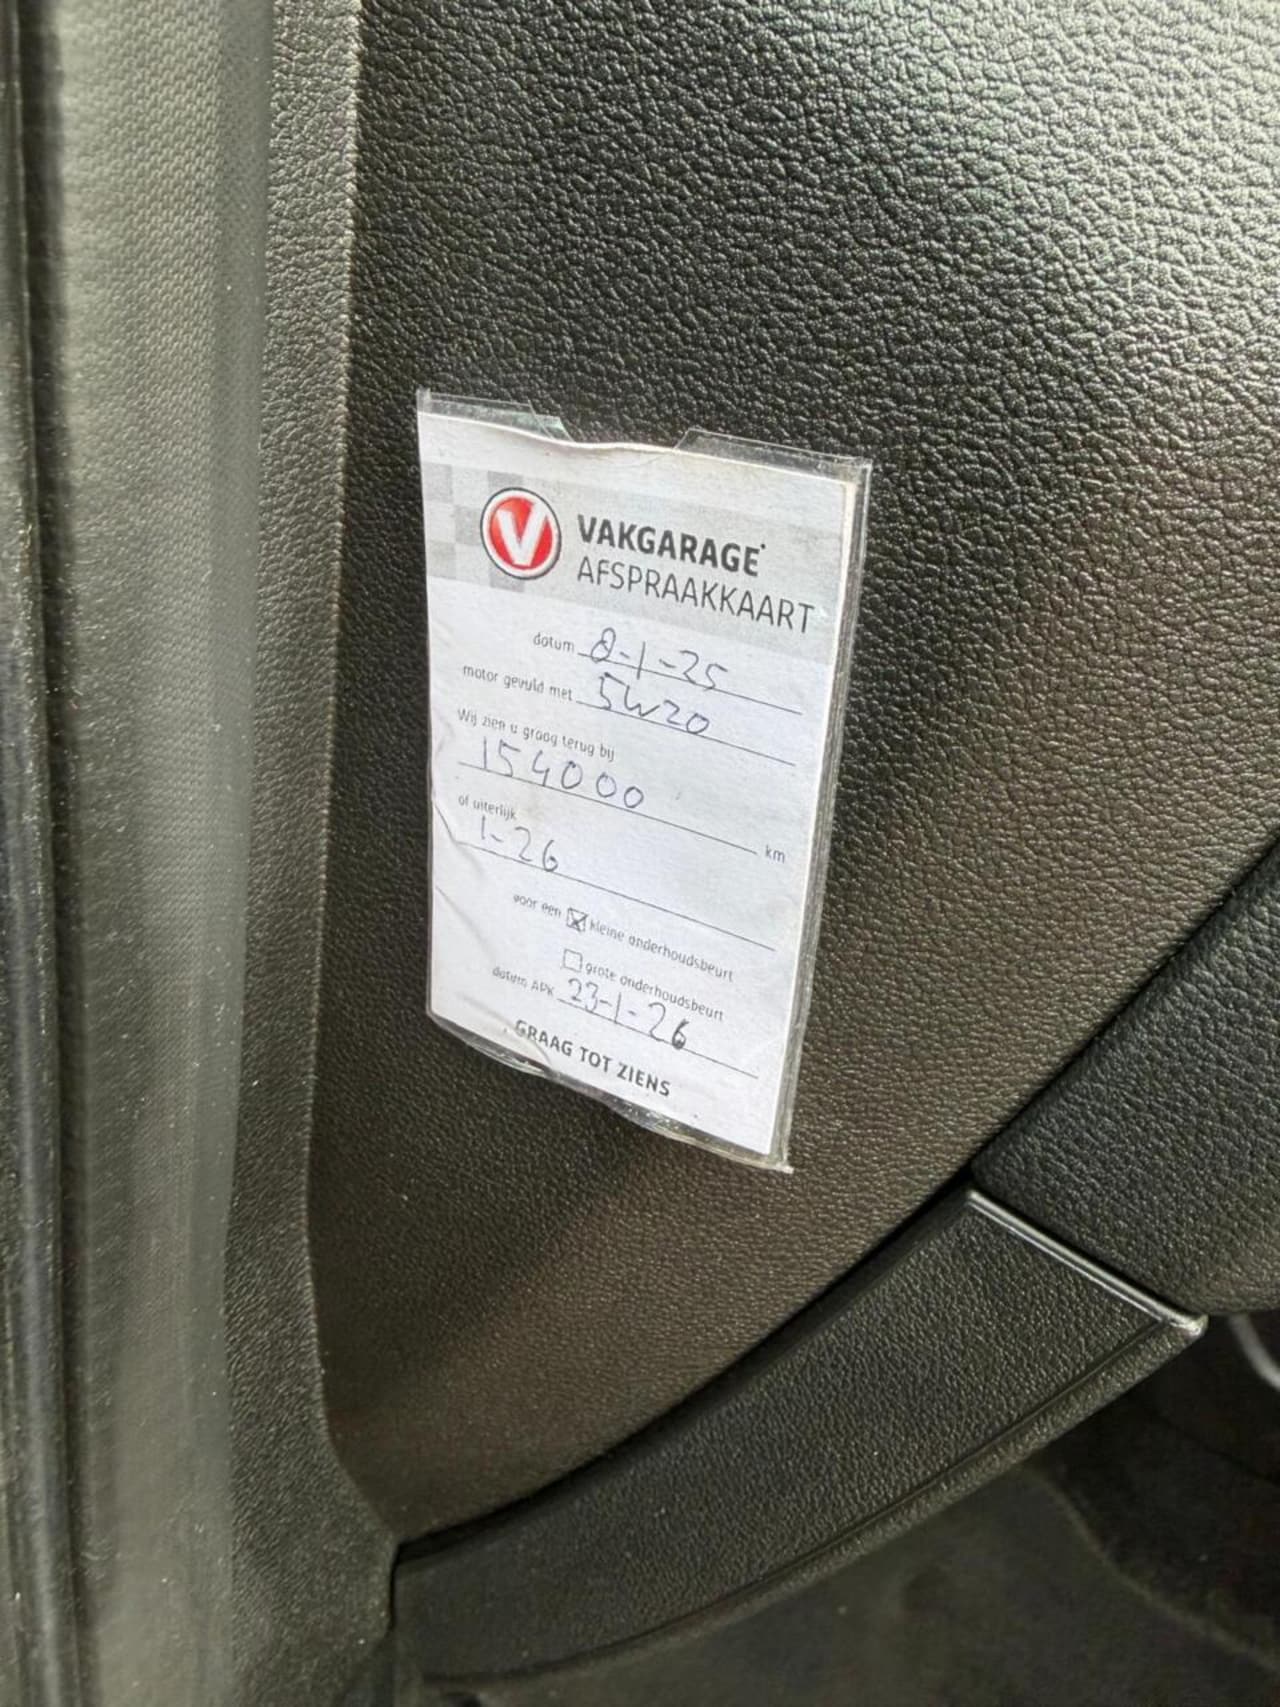 V VAKGARAGE
AFSPRAAKKAART
datum 8-1-25
motor gevuld met 5W20
Wij zien u graag terug bij
154000 km
of uiterlijk
1-26
voor een ☒ kleine onderhoudsbeurt
☐ grote onderhoudsbeurt
datum APK 23-1-26
GRAAG TOT ZIENS